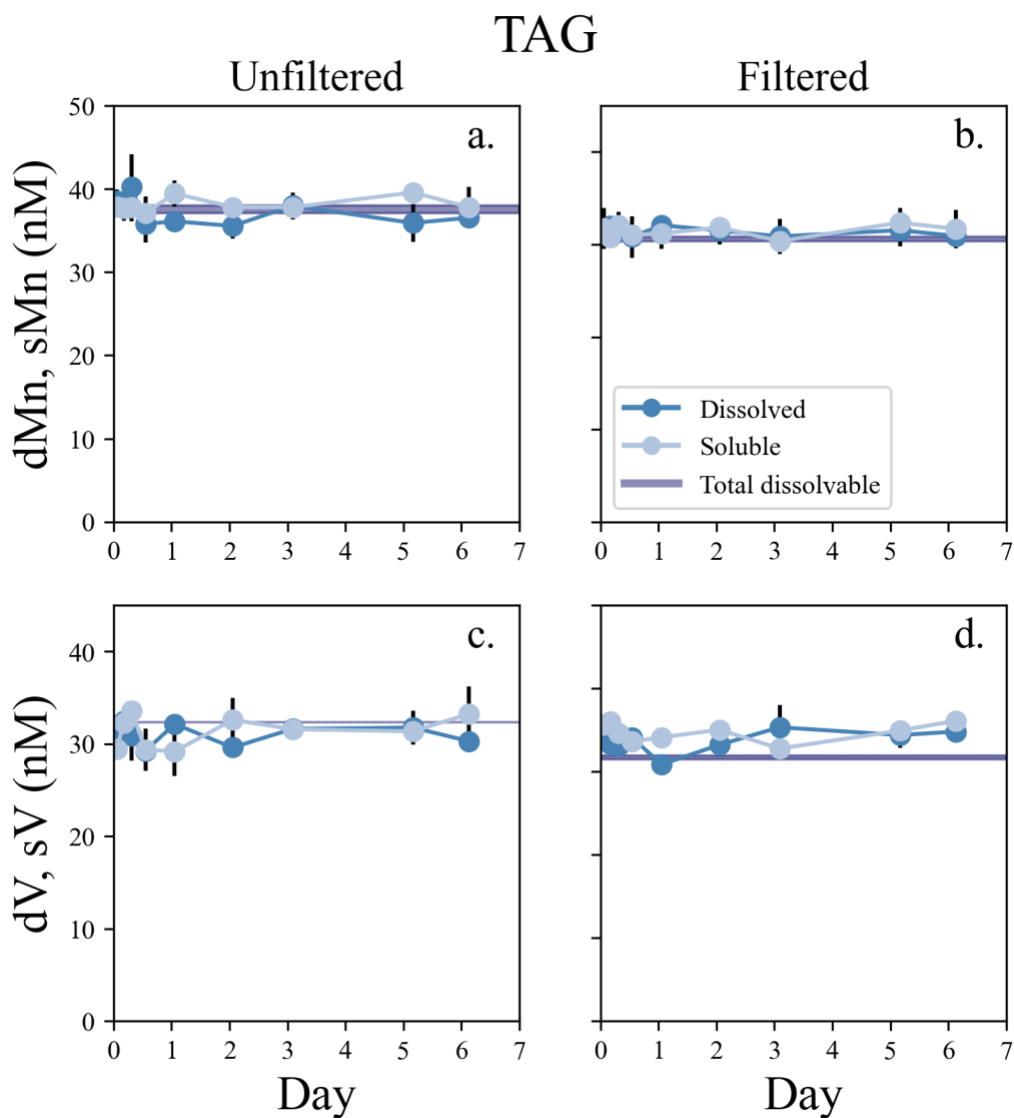 TAG
Unfiltered
Filtered
dMn, sMn (nM)
50
40
30
20
10
0
a.
0 1 2 3 4 5 6 7
b.
Dissolved
Soluble
Total dissolvable
0 1 2 3 4 5 6 7
dV, sV (nM)
40
30
20
10
0
c.
0 1 2 3 4 5 6 7
Day
d.
0 1 2 3 4 5 6 7
Day